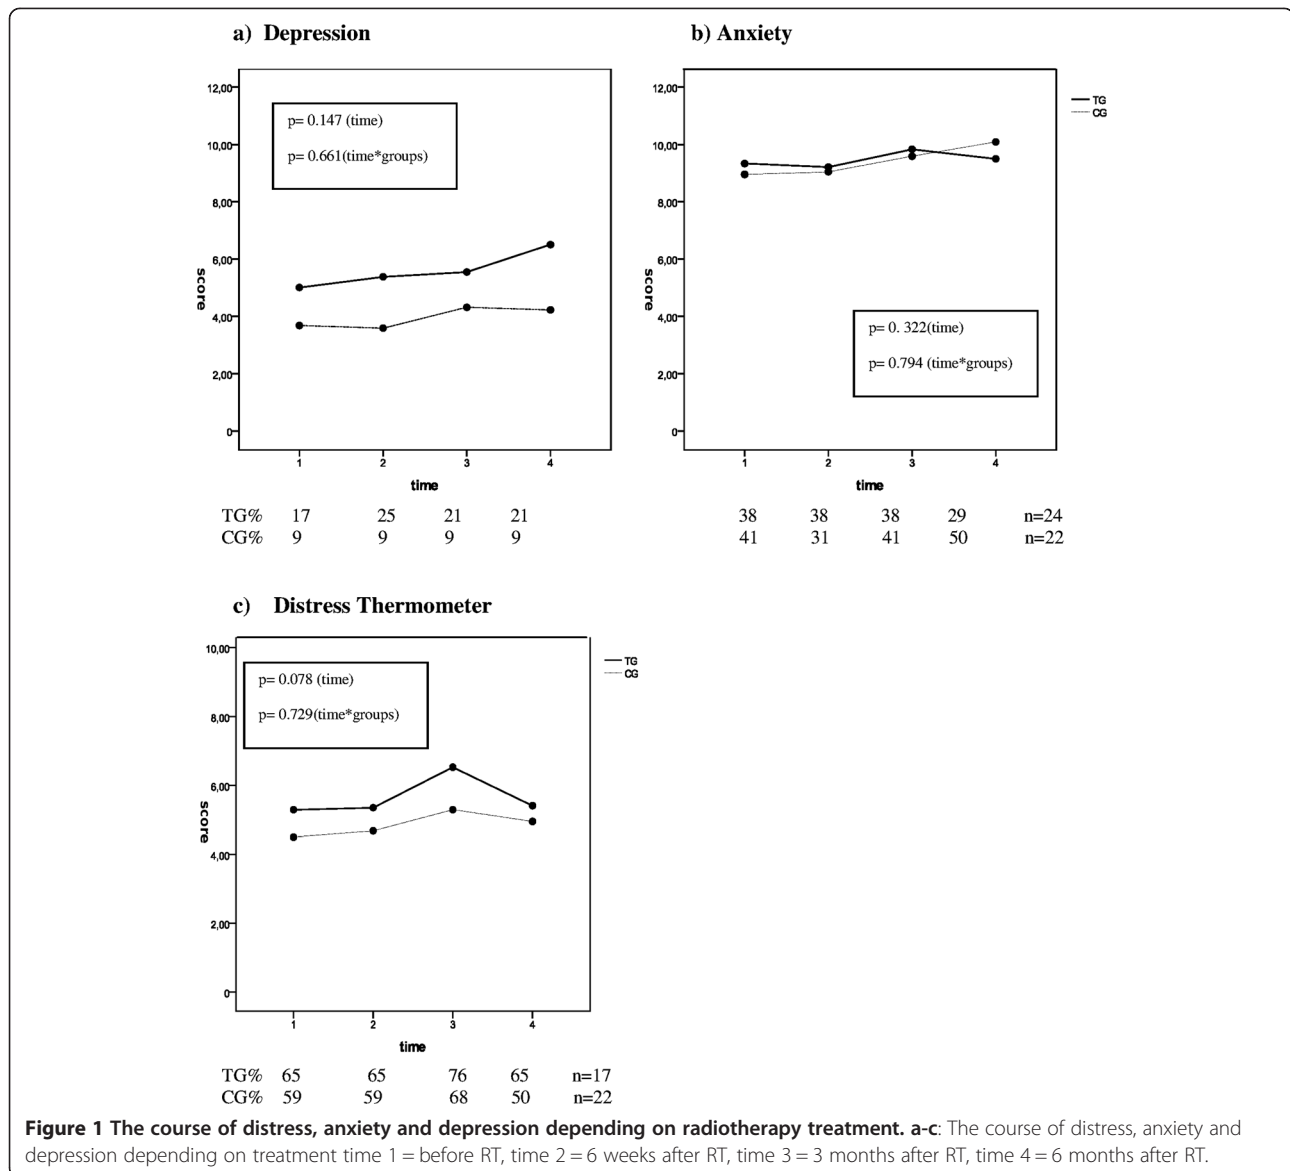 a) Depression
12,00
10,00
8,00
6,00
4,00
2,00
0
score
p= 0.147 (time)
p= 0.661(time*groups)
1 2 3 4
time
TG% 17 25 21 21
CG% 9 9 9 9
b) Anxiety
12,00
10,00
8,00
6,00
4,00
2,00
0
score
TG
CG
p= 0. 322(time)
p= 0.794 (time*groups)
1 2 3 4
time
38 38 38 29 n=24
41 31 41 50 n=22
c) Distress Thermometer
10,00
8,00
6,00
4,00
2,00
0
score
p= 0.078 (time)
p= 0.729(time*groups)
TG
CG
1 2 3 4
time
TG% 65 65 76 65 n=17
CG% 59 59 68 50 n=22
Figure 1 The course of distress, anxiety and depression depending on radiotherapy treatment. a-c: The course of distress, anxiety and
depression depending on treatment time 1 = before RT, time 2 = 6 weeks after RT, time 3 = 3 months after RT, time 4 = 6 months after RT.